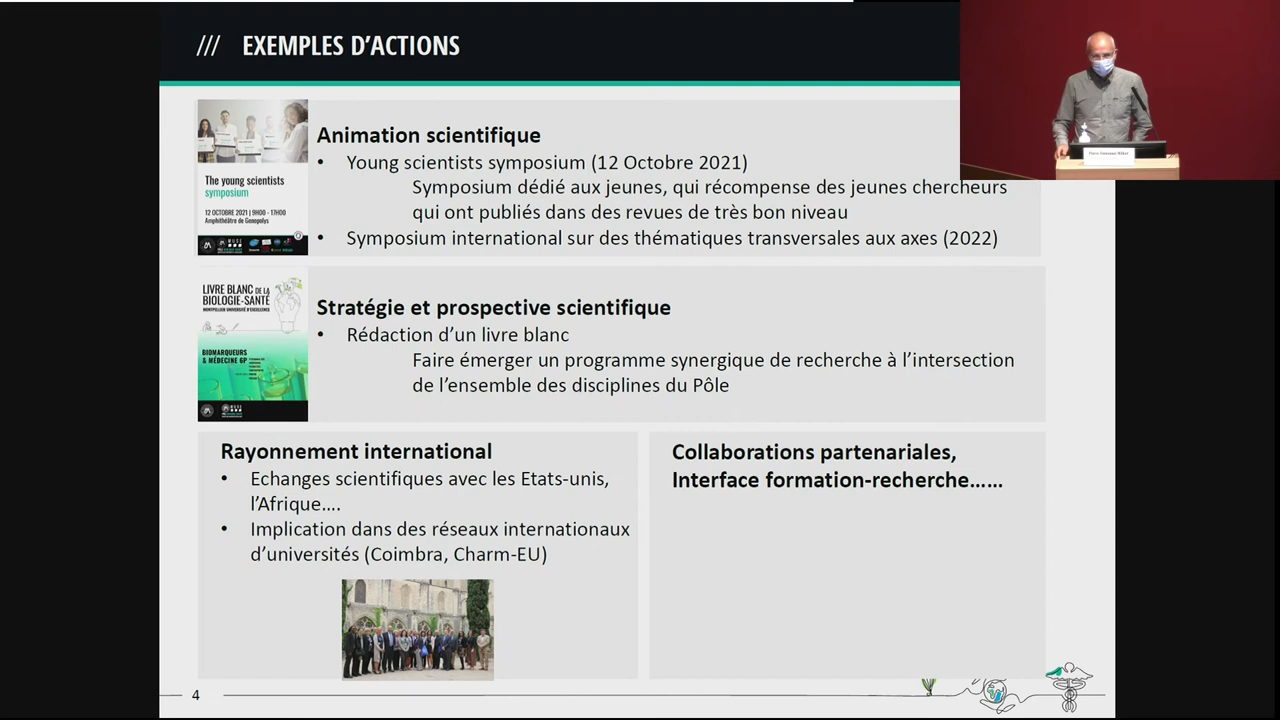 /// EXEMPLES D'ACTIONS
The young scientists
symposium
12 OCTOBRE 2021 | 9H00 - 17H00
Amphithéâtre de Genopolys
Animation scientifique
• Young scientists symposium (12 Octobre 2021)
Symposium dédié aux jeunes, qui récompense des jeunes chercheurs
qui ont publiés dans des revues de très bon niveau
• Symposium international sur des thématiques transversales aux axes (2022)
LIVRE BLANC DE LA
BIOLOGIE-SANTÉ
MONTPELLIER UNIVERSITÉ D'EXCELLENCE
BIOMARQUEURS
& MÉDECINE 6P
MUSE
Stratégie et prospective scientifique
• Rédaction d'un livre blanc
Faire émerger un programme synergique de recherche à l'intersection
de l'ensemble des disciplines du Pôle
Rayonnement international
• Echanges scientifiques avec les Etats-unis,
l'Afrique....
• Implication dans des réseaux internationaux
d'universités (Coimbra, Charm-EU)
Collaborations partenariales,
Interface formation-recherche......
4